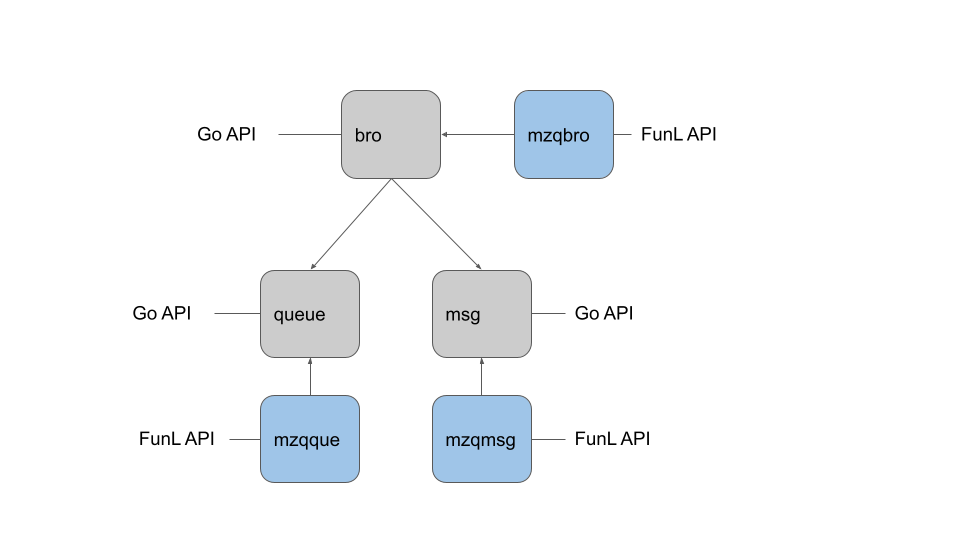 Go API
bro
mzqbro
FunL API
Go API
queue
msg
Go API
FunL API
mzqque
mzqmsg
FunL API